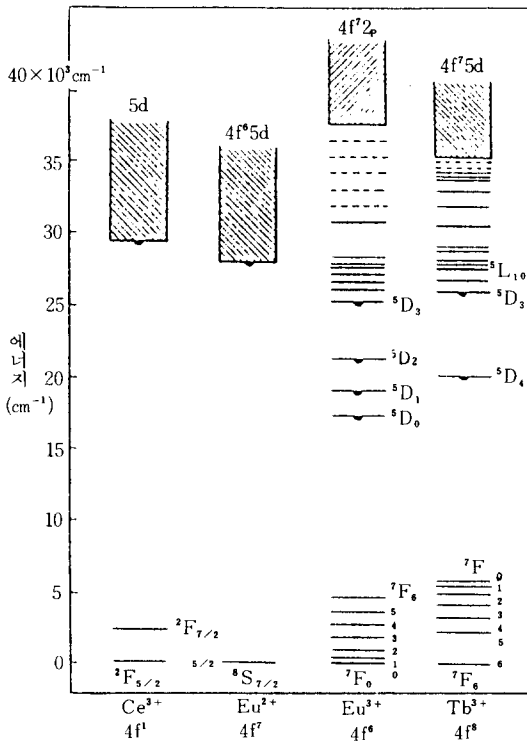 4f⁷2p
40×10³cm⁻¹
4f⁷5d
5d
4f⁶5d
35
30
⁵L₁₀
⁵D₃
⁵D₃
25
에너지
(cm⁻¹)
⁵D₂
20
⁵D₄
⁵D₁
⁵D₀
15
10
⁷F
0
1
2
3
4
5
6
5
⁷F₆
5
4
3
2
1
0
²F₇/₂
0
²F₅/₂
5/2
⁸S₇/₂
⁷F₀
⁷F₆
Ce³⁺
Eu²⁺
Eu³⁺
Tb³⁺
4f¹
4f⁷
4f⁶
4f⁸